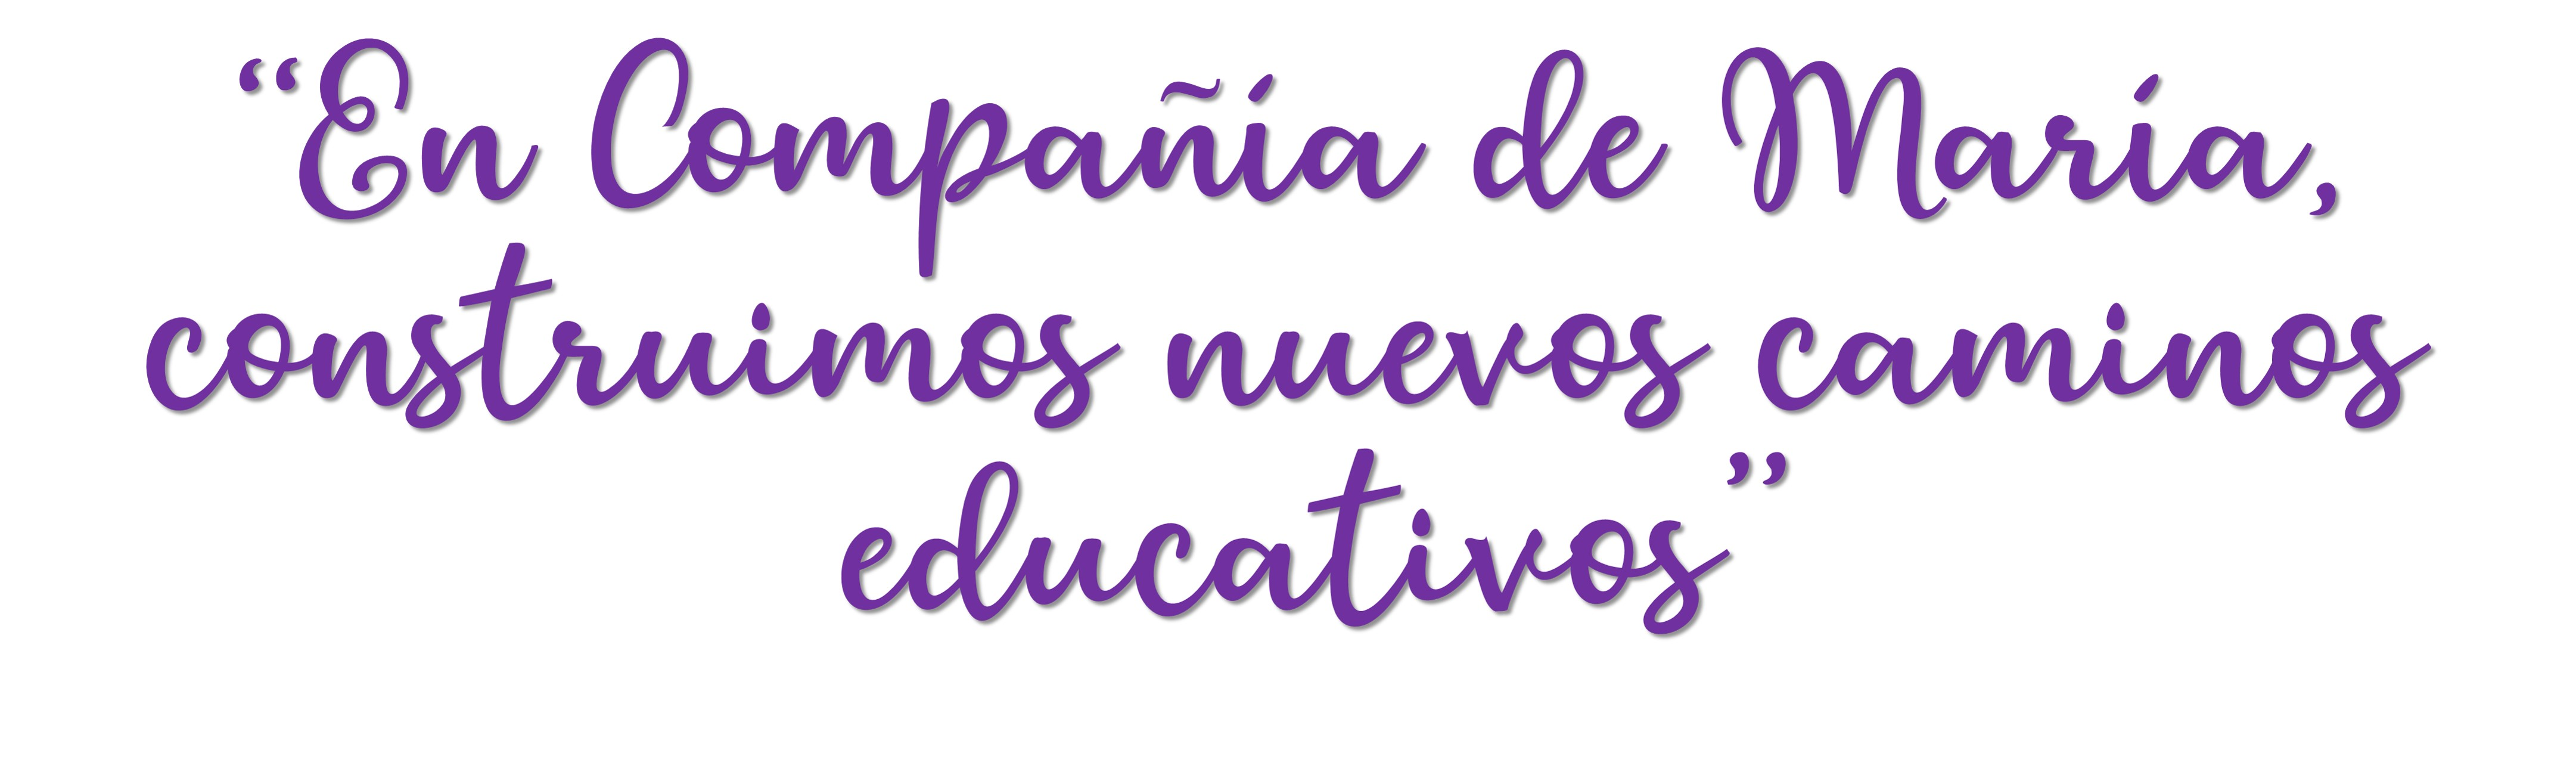 “En Compañía de María,
construimos nuevos caminos
educativos”